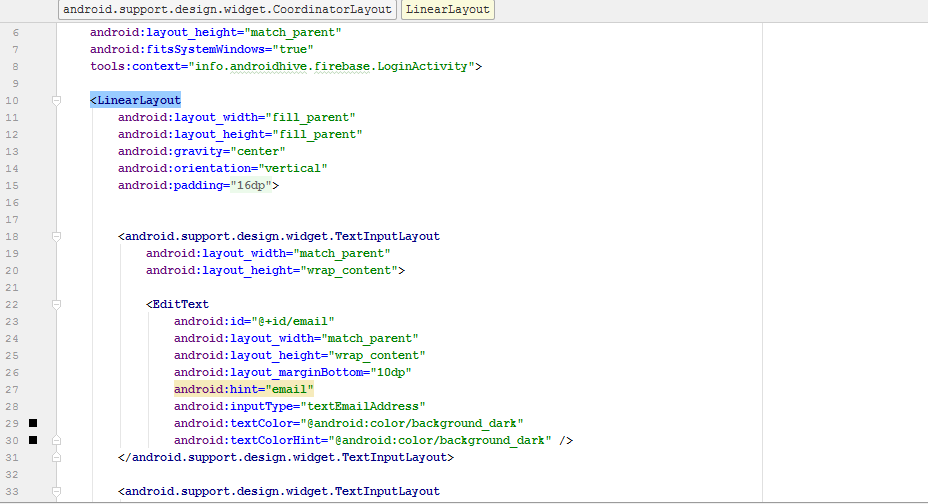 android.support.design.widget.CoordinatorLayout LinearLayout
6 android:layout_height="match_parent"
7 android:fitsSystemWindows="true"
8 tools:context="info.androidhive.firebase.LoginActivity">
9
10 <LinearLayout
11 android:layout_width="fill_parent"
12 android:layout_height="fill_parent"
13 android:gravity="center"
14 android:orientation="vertical"
15 android:padding="16dp">
16
17
18 <android.support.design.widget.TextInputLayout
19 android:layout_width="match_parent"
20 android:layout_height="wrap_content">
21
22 <EditText
23 android:id="@+id/email"
24 android:layout_width="match_parent"
25 android:layout_height="wrap_content"
26 android:layout_marginBottom="10dp"
27 android:hint="email"
28 android:inputType="textEmailAddress"
29 android:textColor="@android:color/background_dark"
30 android:textColorHint="@android:color/background_dark" />
31 </android.support.design.widget.TextInputLayout>
32
33 <android.support.design.widget.TextInputLayout